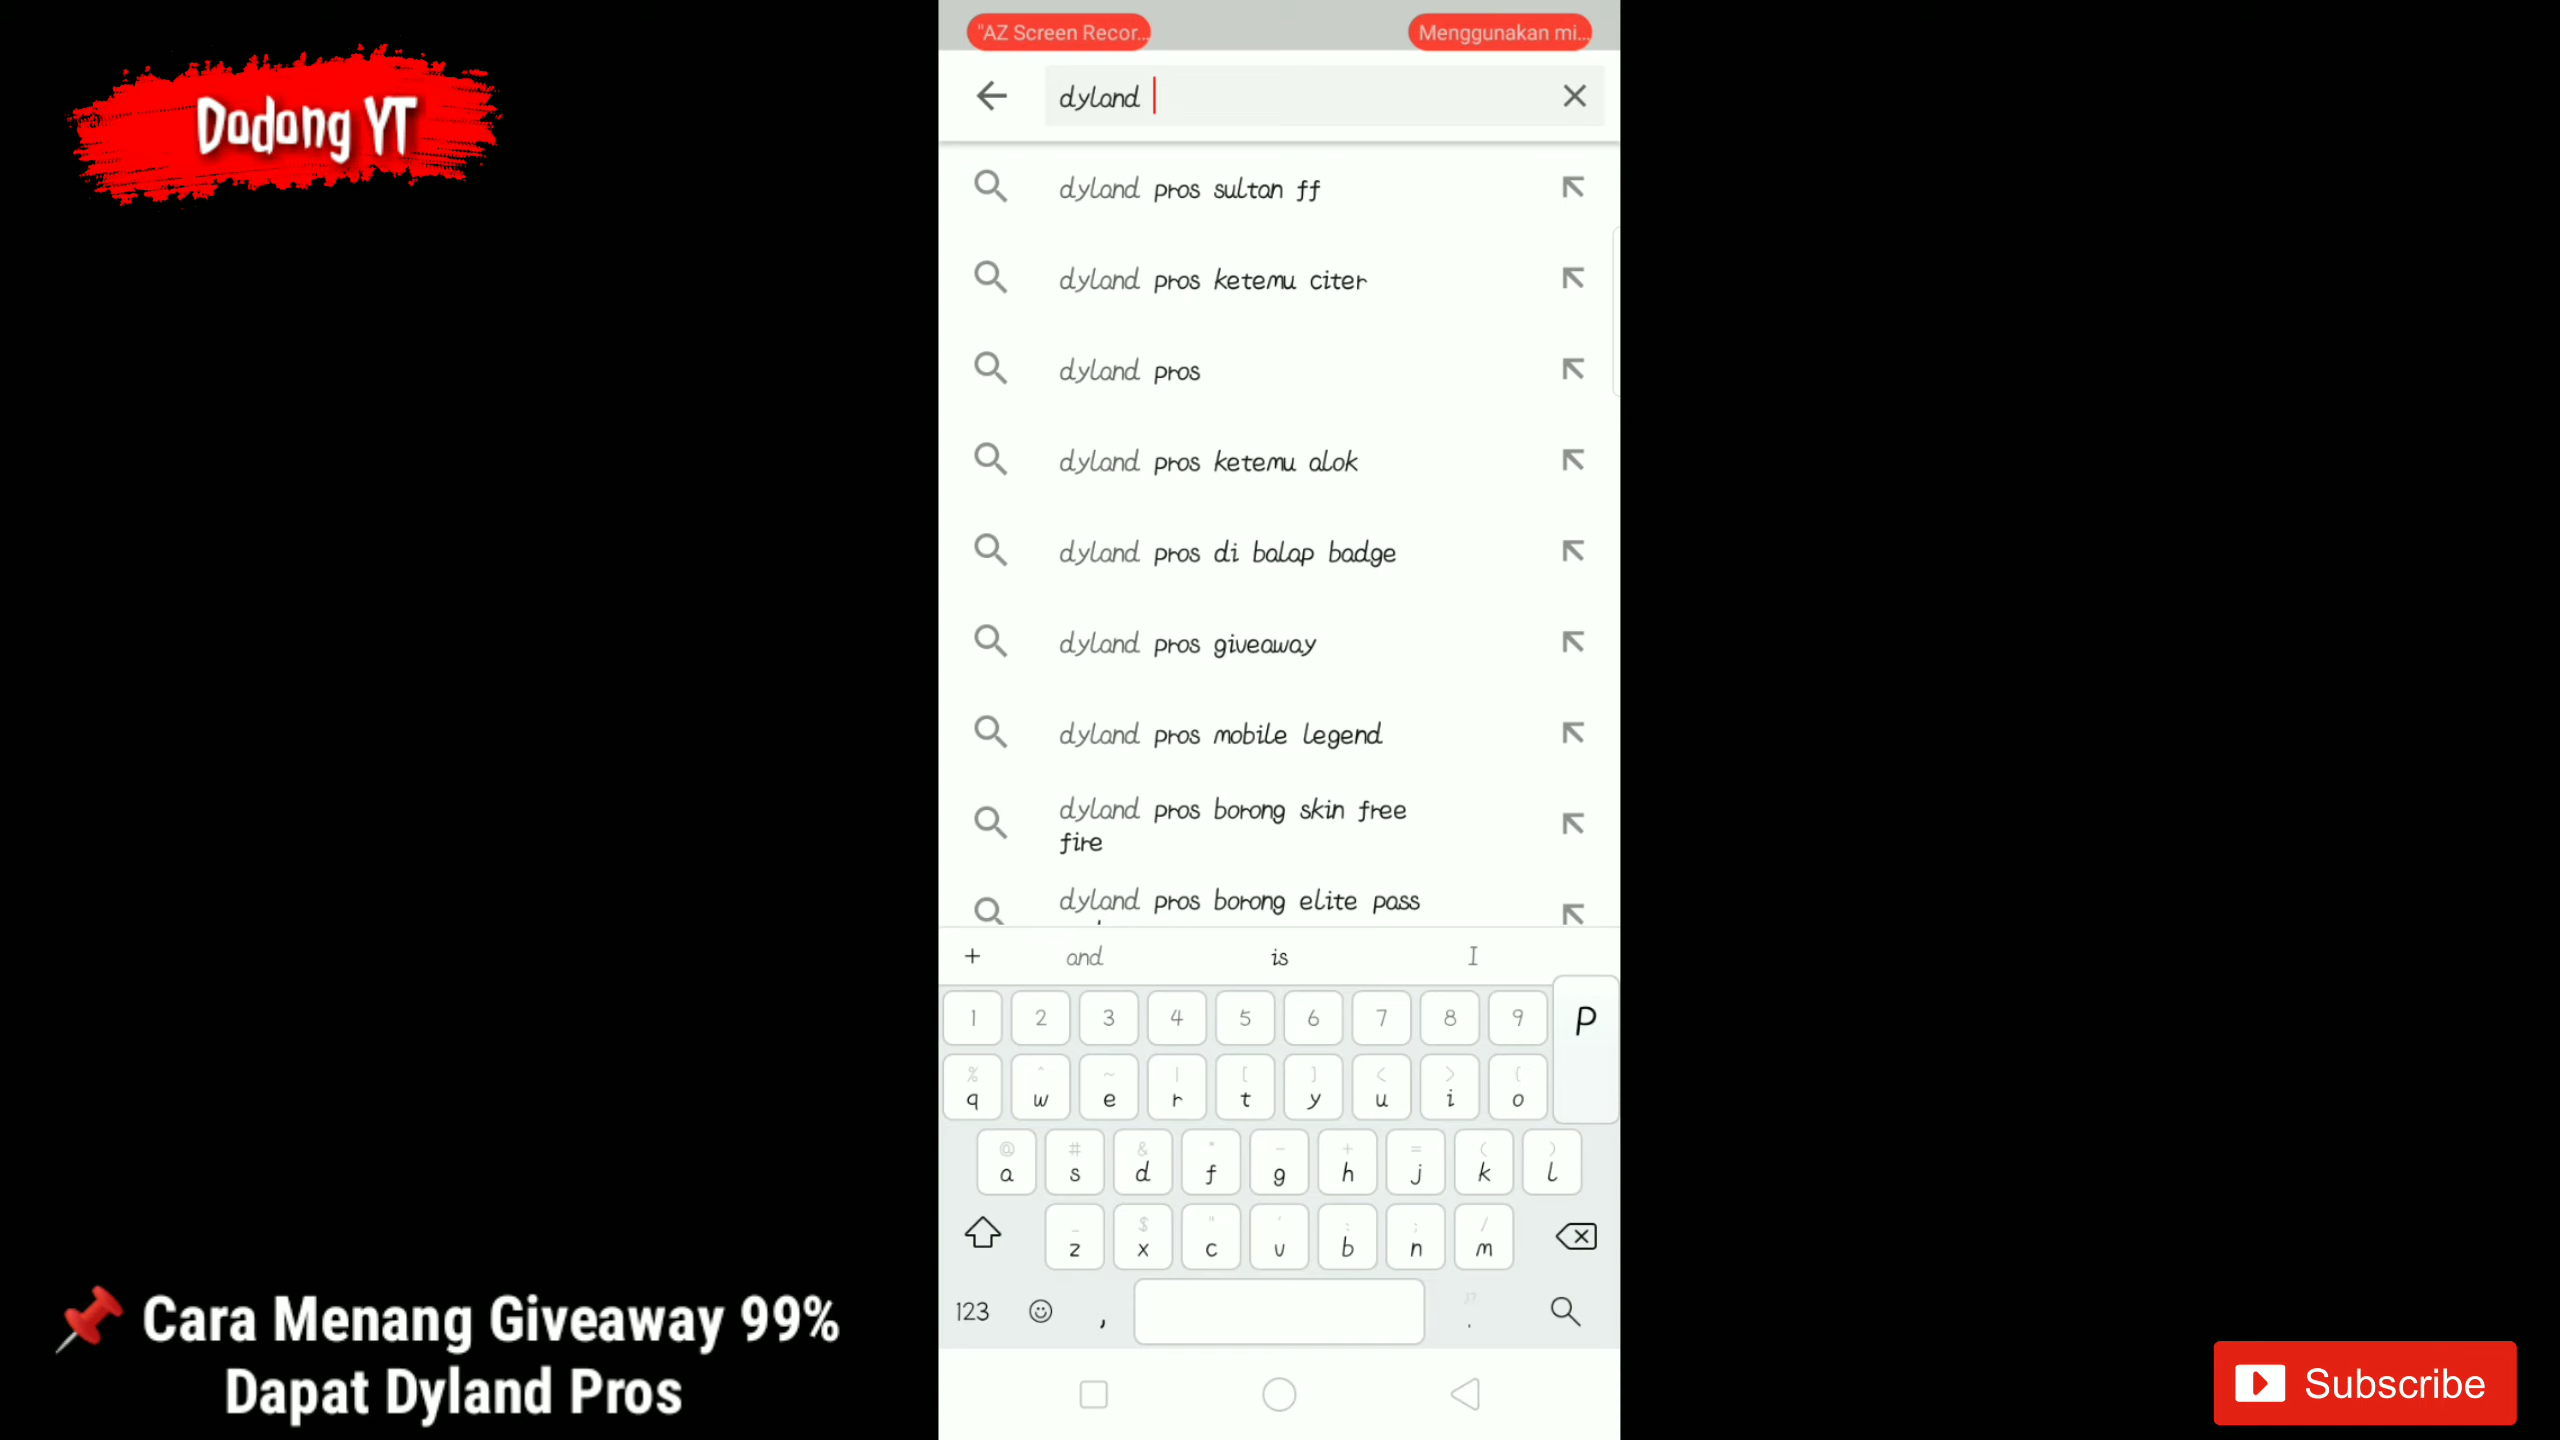 Dodong YT
"AZ Screen Recor...
Menggunakan mi...
dyland
dyland pros sultan ff
dyland pros ketemu citer
dyland pros
dyland pros ketemu alok
dyland pros di balap badge
dyland pros giveaway
dyland pros mobile legend
dyland pros borong skin free
fire
dyland pros borong elite pass
+ and is I
1 2 3 4 5 6 7 8 9 P
% ^ ~ | [ ] < > {
q w e r t y u i o
@ # & * - + = ( )
a s d f g h j k l
_ $ " ' : ; /
z x c v b n m
123 , !? .
📌 Cara Menang Giveaway 99%
Dapat Dyland Pros
Subscribe